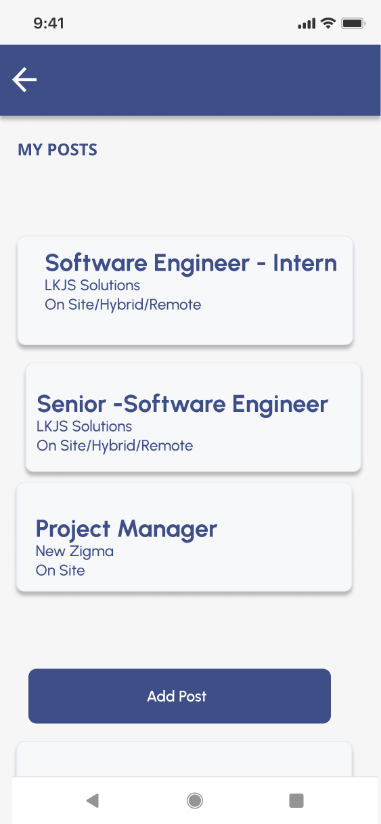 9:41
MY POSTS
Software Engineer - Intern
LKJS Solutions
On Site/Hybrid/Remote
Senior -Software Engineer
LKJS Solutions
On Site/Hybrid/Remote
Project Manager
New Zigma
On Site
Add Post